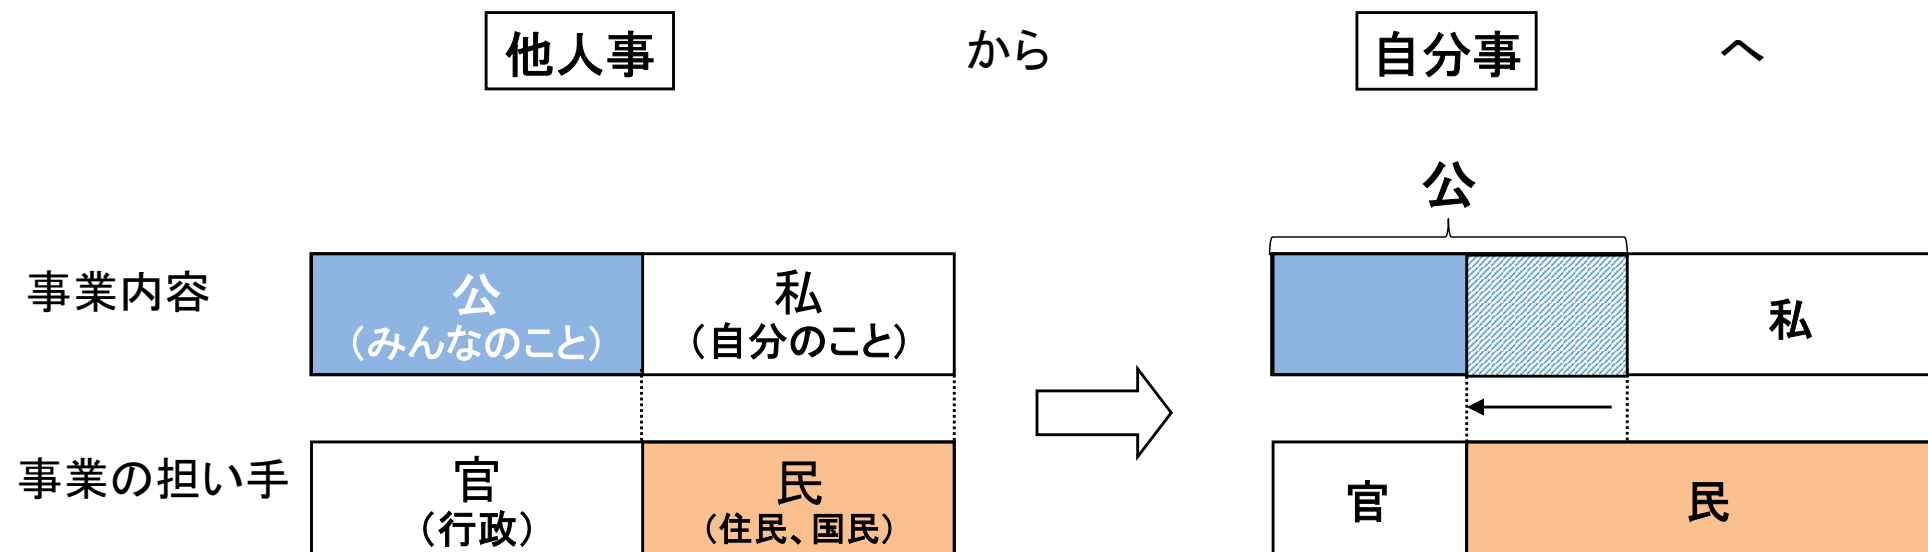 他人事 から 自分事 へ
公
事業内容
公
（みんなのこと）
私
（自分のこと）
私
事業の担い手
官
（行政）
民
（住民、国民）
官
民